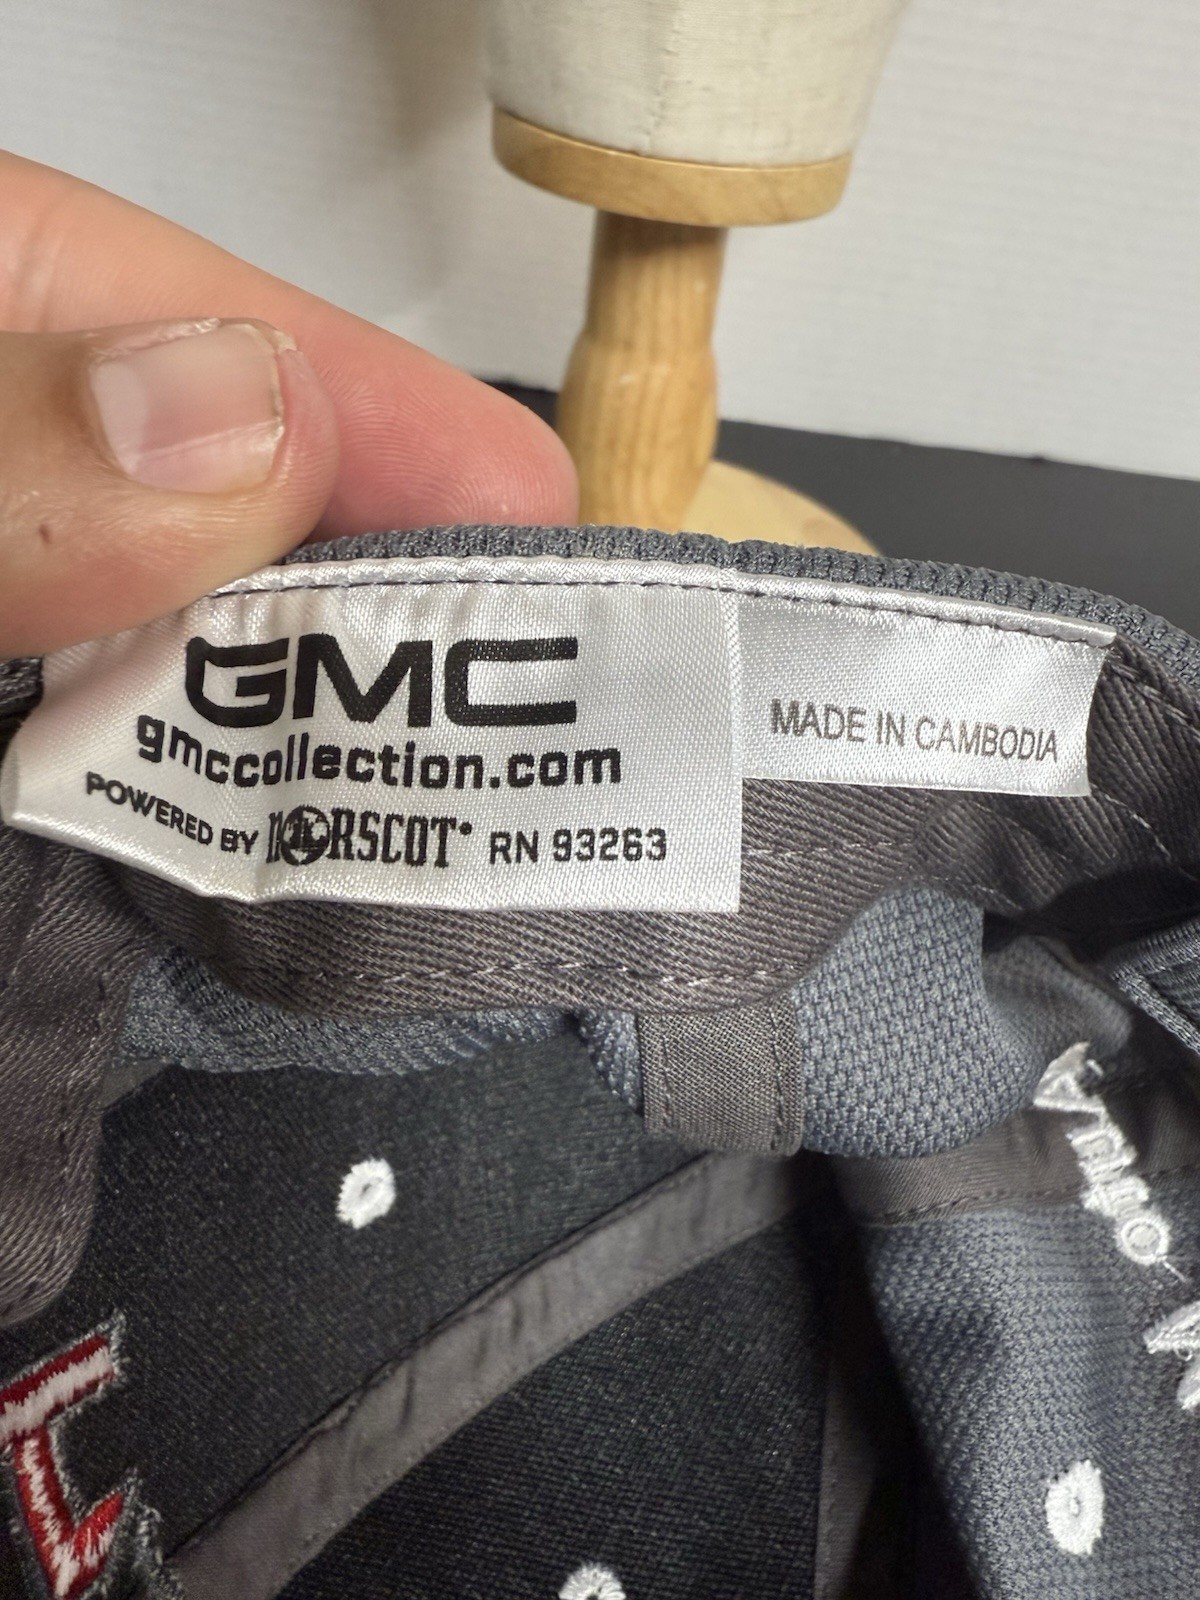 GMC
gmccollection.com
POWERED BY NORSCOT RN 93263
MADE IN CAMBODIA